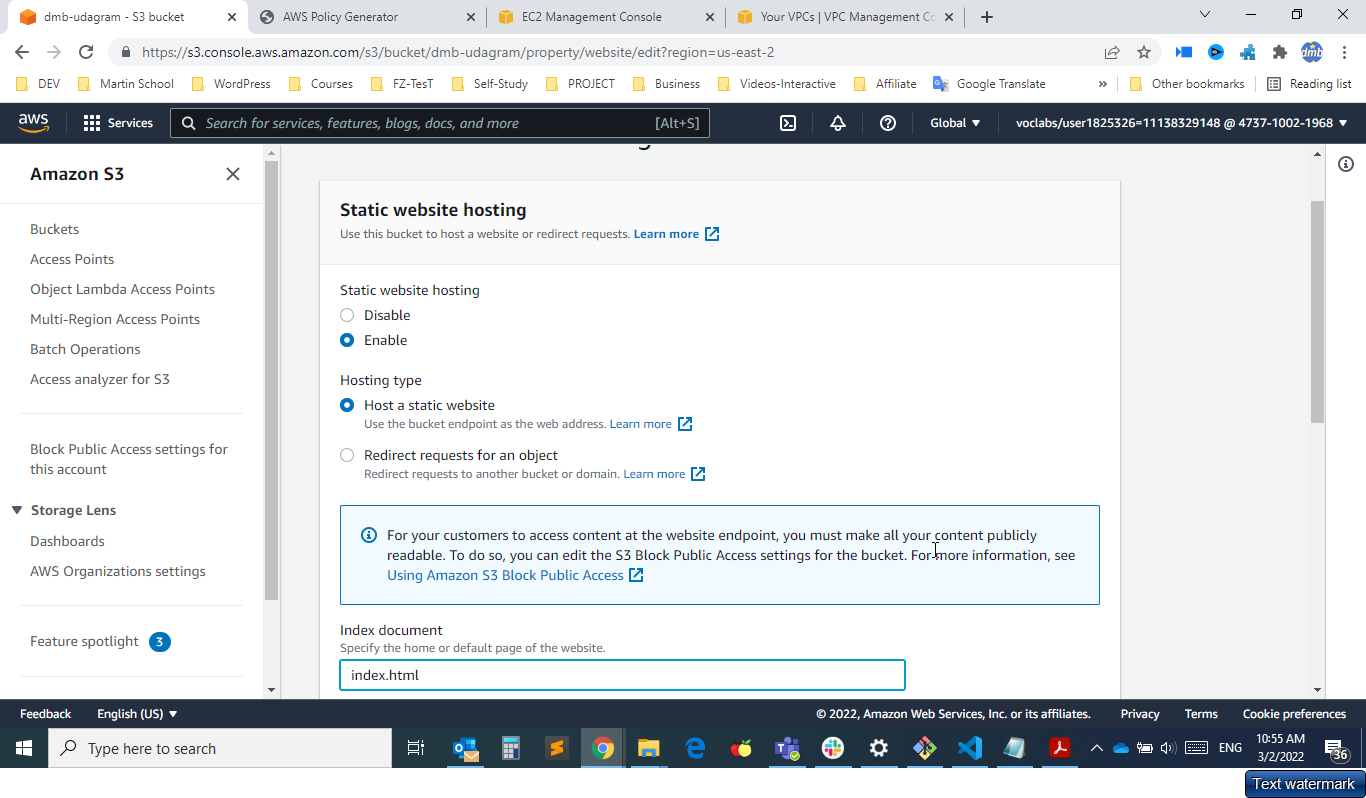 dmb-udagram - S3 bucket
AWS Policy Generator
EC2 Management Console
Your VPCs | VPC Management Co
https://s3.console.aws.amazon.com/s3/bucket/dmb-udagram/property/website/edit?region=us-east-2
dmb
DEV
Martin School
WordPress
Courses
FZ-TesT
Self-Study
PROJECT
Business
Videos-Interactive
Affiliate
Google Translate
»
Other bookmarks
Reading list
aws
Services
Search for services, features, blogs, docs, and more
[Alt+S]
Global
voclabs/user1825326=11138329148 @ 4737-1002-1968
Amazon S3
Buckets
Access Points
Object Lambda Access Points
Multi-Region Access Points
Batch Operations
Access analyzer for S3
Block Public Access settings for
this account
Storage Lens
Dashboards
AWS Organizations settings
Feature spotlight 3
Static website hosting
Use this bucket to host a website or redirect requests. Learn more
Static website hosting
Disable
Enable
Hosting type
Host a static website
Use the bucket endpoint as the web address. Learn more
Redirect requests for an object
Redirect requests to another bucket or domain. Learn more
For your customers to access content at the website endpoint, you must make all your content publicly
readable. To do so, you can edit the S3 Block Public Access settings for the bucket. For more information, see
Using Amazon S3 Block Public Access
Index document
Specify the home or default page of the website.
index.html
Feedback
English (US)
© 2022, Amazon Web Services, Inc. or its affiliates.
Privacy
Terms
Cookie preferences
Type here to search
ENG
10:55 AM
3/2/2022
36
Text watermark